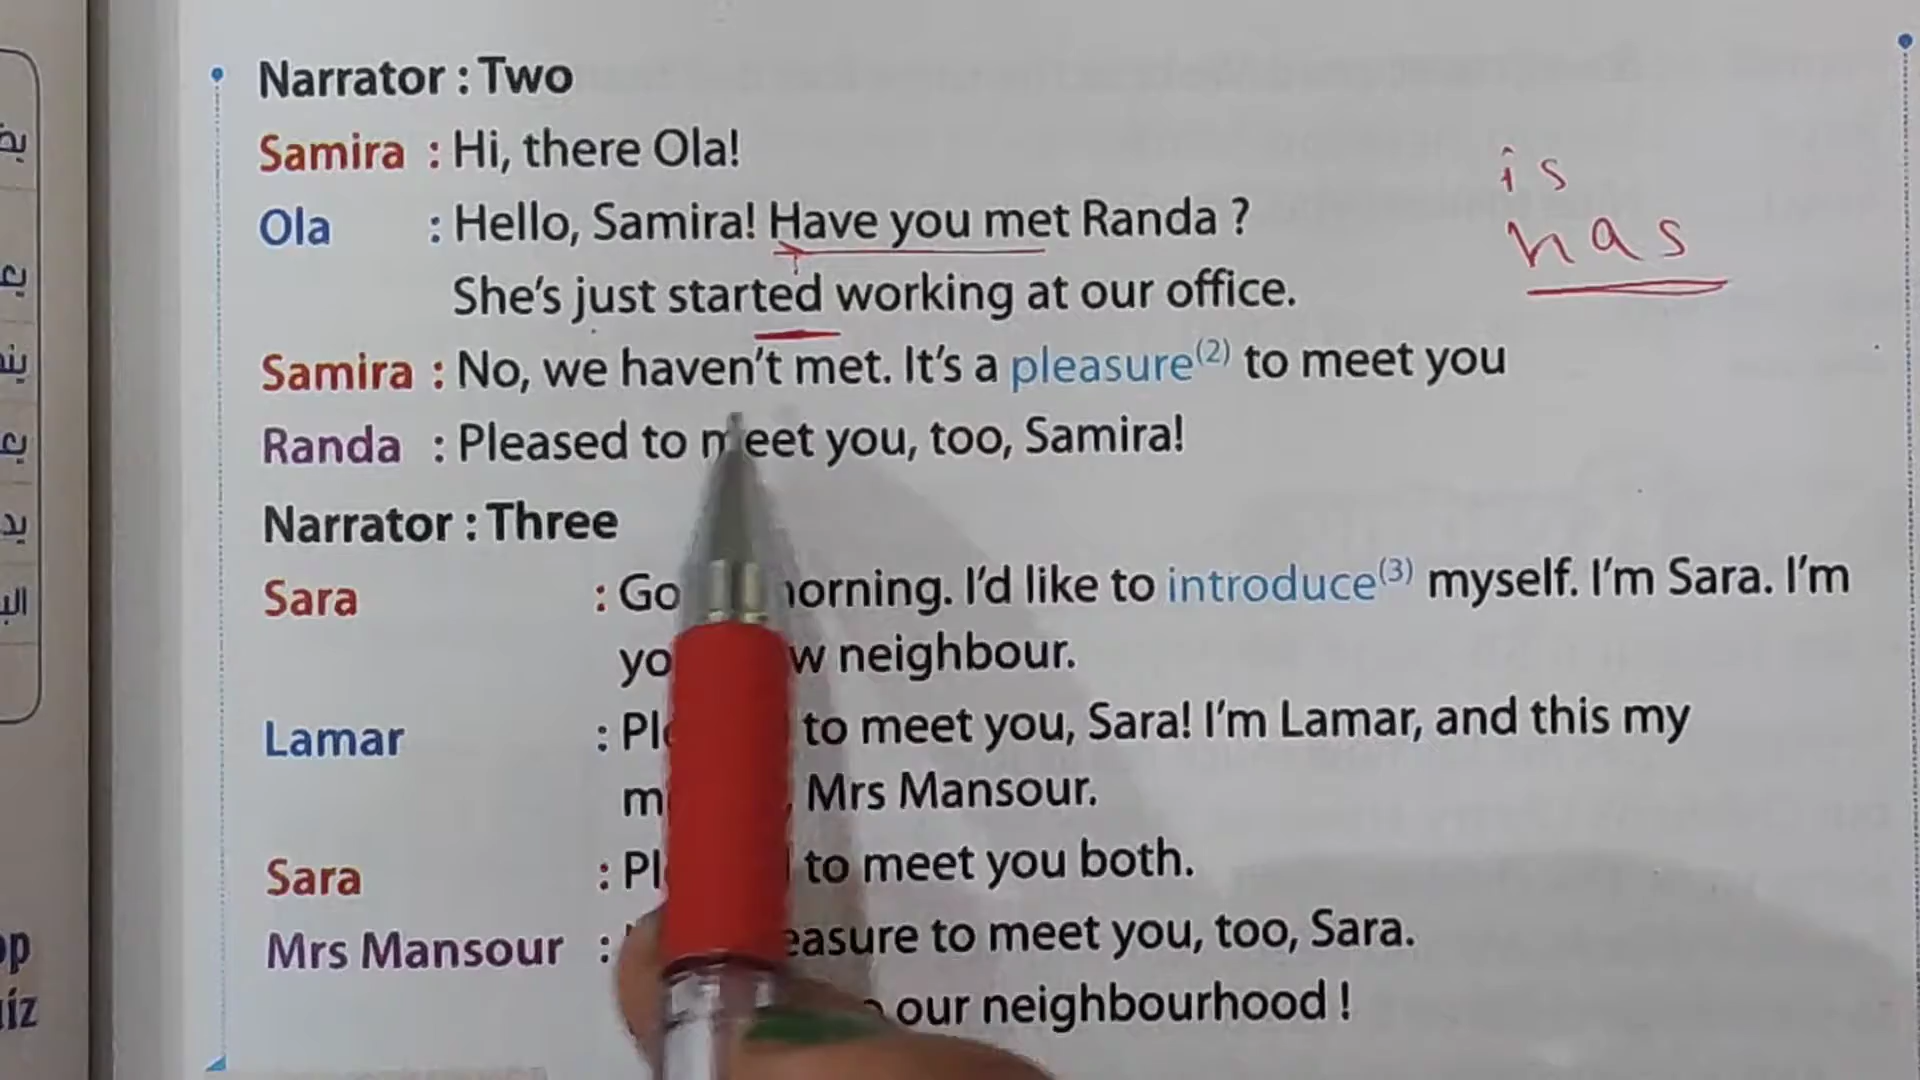 Narrator : Two
Samira : Hi, there Ola!
Ola : Hello, Samira! Have you met Randa ?
She's just started working at our office.
Samira : No, we haven't met. It's a pleasure(2) to meet you
Randa : Pleased to meet you, too, Samira!
Narrator : Three
Sara : morning. I'd like to introduce(3) myself. I'm Sara. I'm
neighbour.
Lamar : to meet you, Sara! I'm Lamar, and this my
Mrs Mansour.
Sara : to meet you both.
Mrs Mansour : pleasure to meet you, too, Sara.
our neighbourhood !
is
has